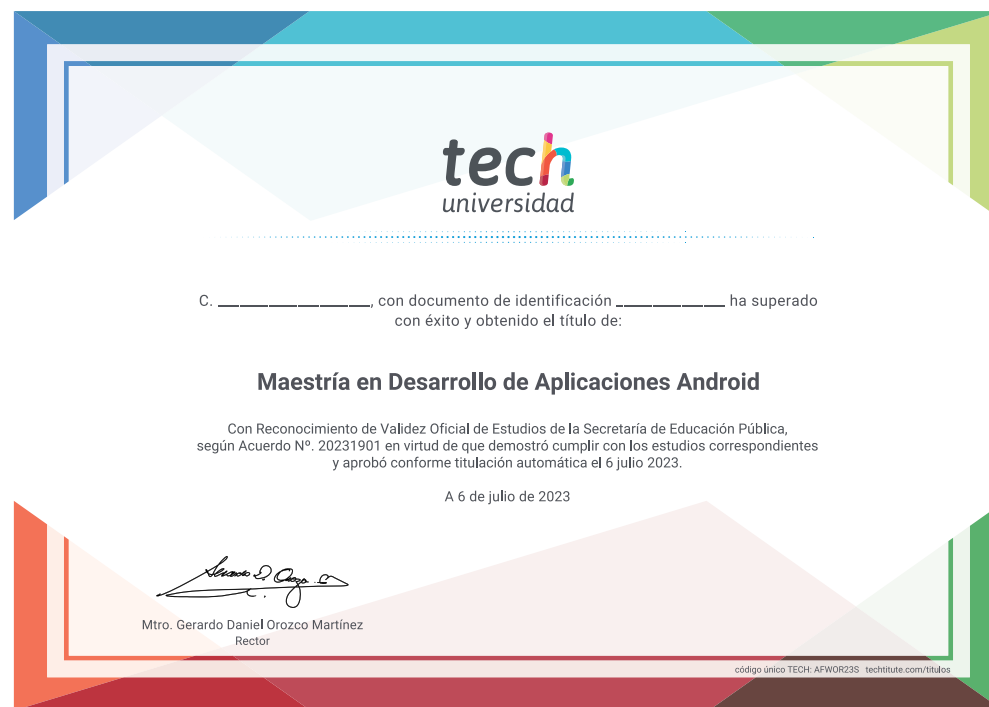 tech
universidad
C. ____________________, con documento de identificación ______________ ha superado
con éxito y obtenido el título de:
Maestría en Desarrollo de Aplicaciones Android
Con Reconocimiento de Validez Oficial de Estudios de la Secretaría de Educación Pública,
según Acuerdo Nº. 20231901 en virtud de que demostró cumplir con los estudios correspondientes
y aprobó conforme titulación automática el 6 julio 2023.
A 6 de julio de 2023
Mtro. Gerardo Daniel Orozco Martínez
Rector
código único TECH: AFWOR23S techtitute.com/titulos